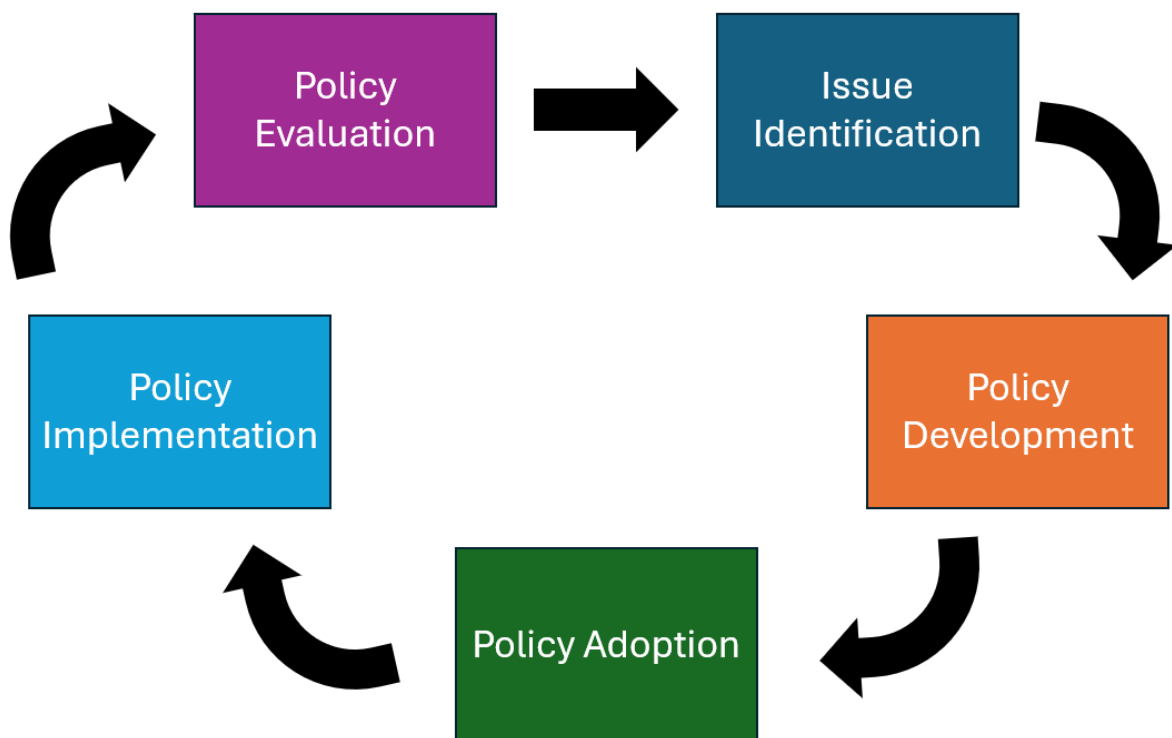 Policy
Evaluation
Issue
Identification
Policy
Implementation
Policy
Development
Policy Adoption